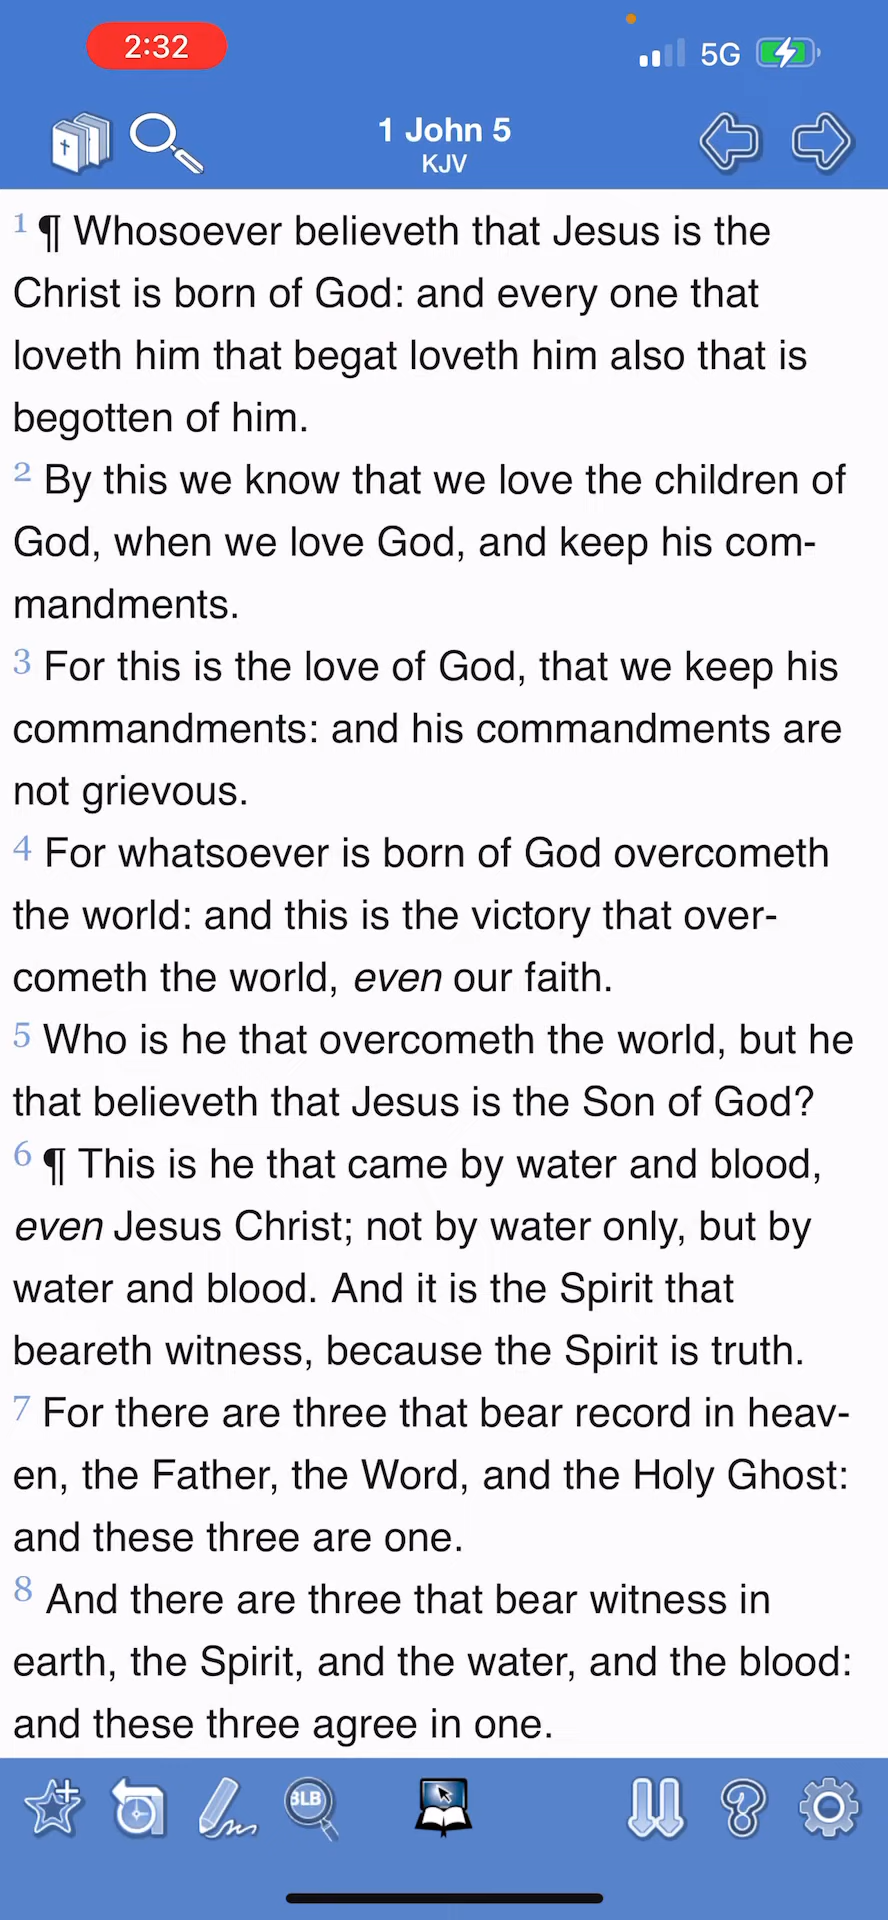 2:32
5G
1 John 5
KJV
1 ¶ Whosoever believeth that Jesus is the
Christ is born of God: and every one that
loveth him that begat loveth him also that is
begotten of him.
2 By this we know that we love the children of
God, when we love God, and keep his com-
mandments.
3 For this is the love of God, that we keep his
commandments: and his commandments are
not grievous.
4 For whatsoever is born of God overcometh
the world: and this is the victory that over-
cometh the world, even our faith.
5 Who is he that overcometh the world, but he
that believeth that Jesus is the Son of God?
6 ¶ This is he that came by water and blood,
even Jesus Christ; not by water only, but by
water and blood. And it is the Spirit that
beareth witness, because the Spirit is truth.
7 For there are three that bear record in heav-
en, the Father, the Word, and the Holy Ghost:
and these three are one.
8 And there are three that bear witness in
earth, the Spirit, and the water, and the blood:
and these three agree in one.
BLB